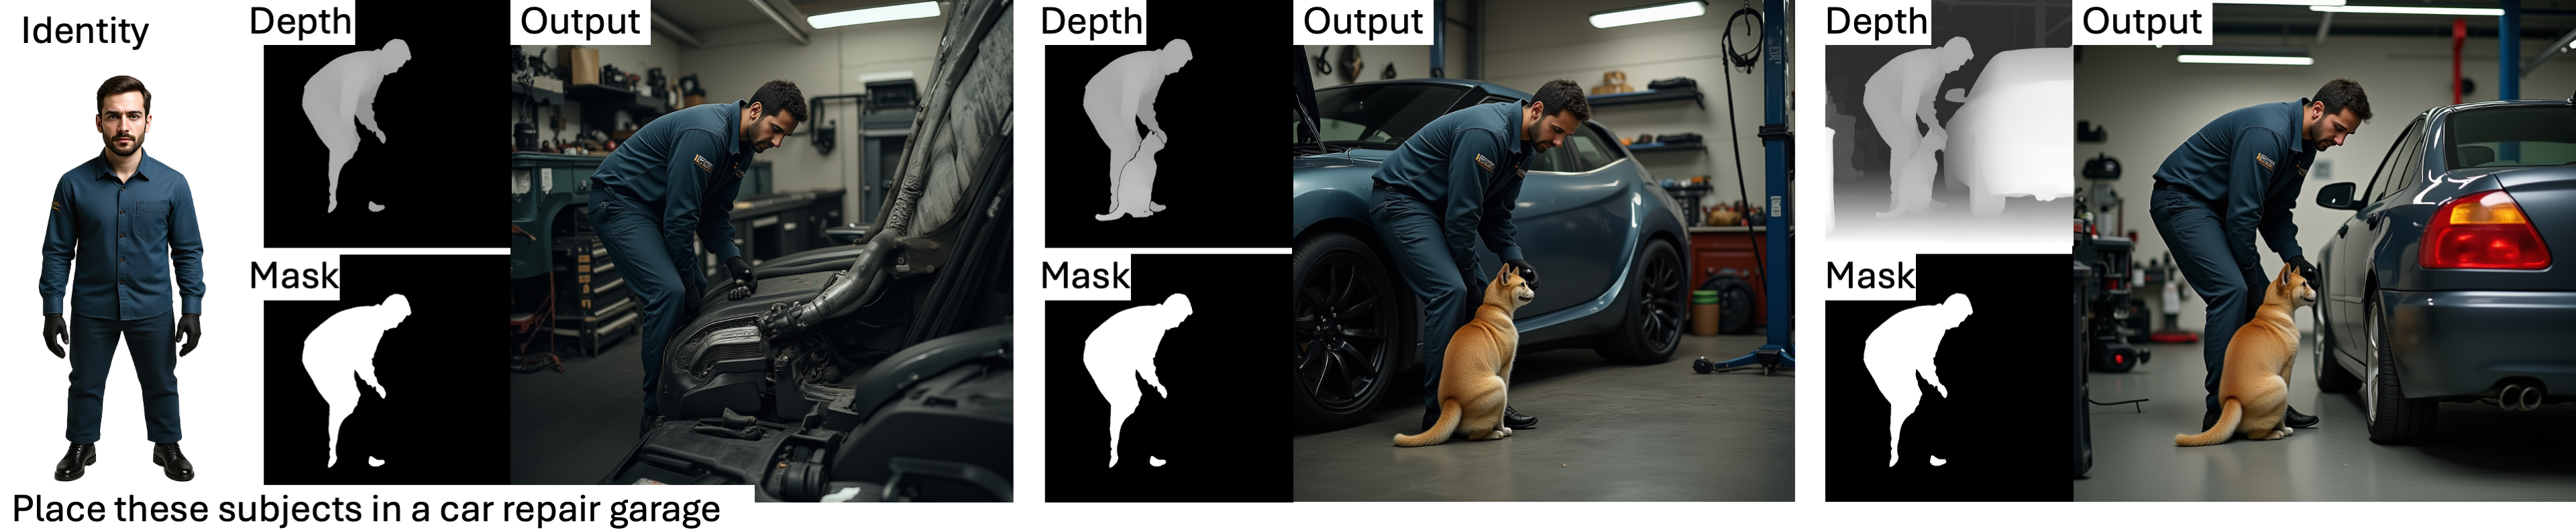 Identity
Depth
Output
Mask
Depth
Output
Mask
Depth
Output
Mask
Place these subjects in a car repair garage